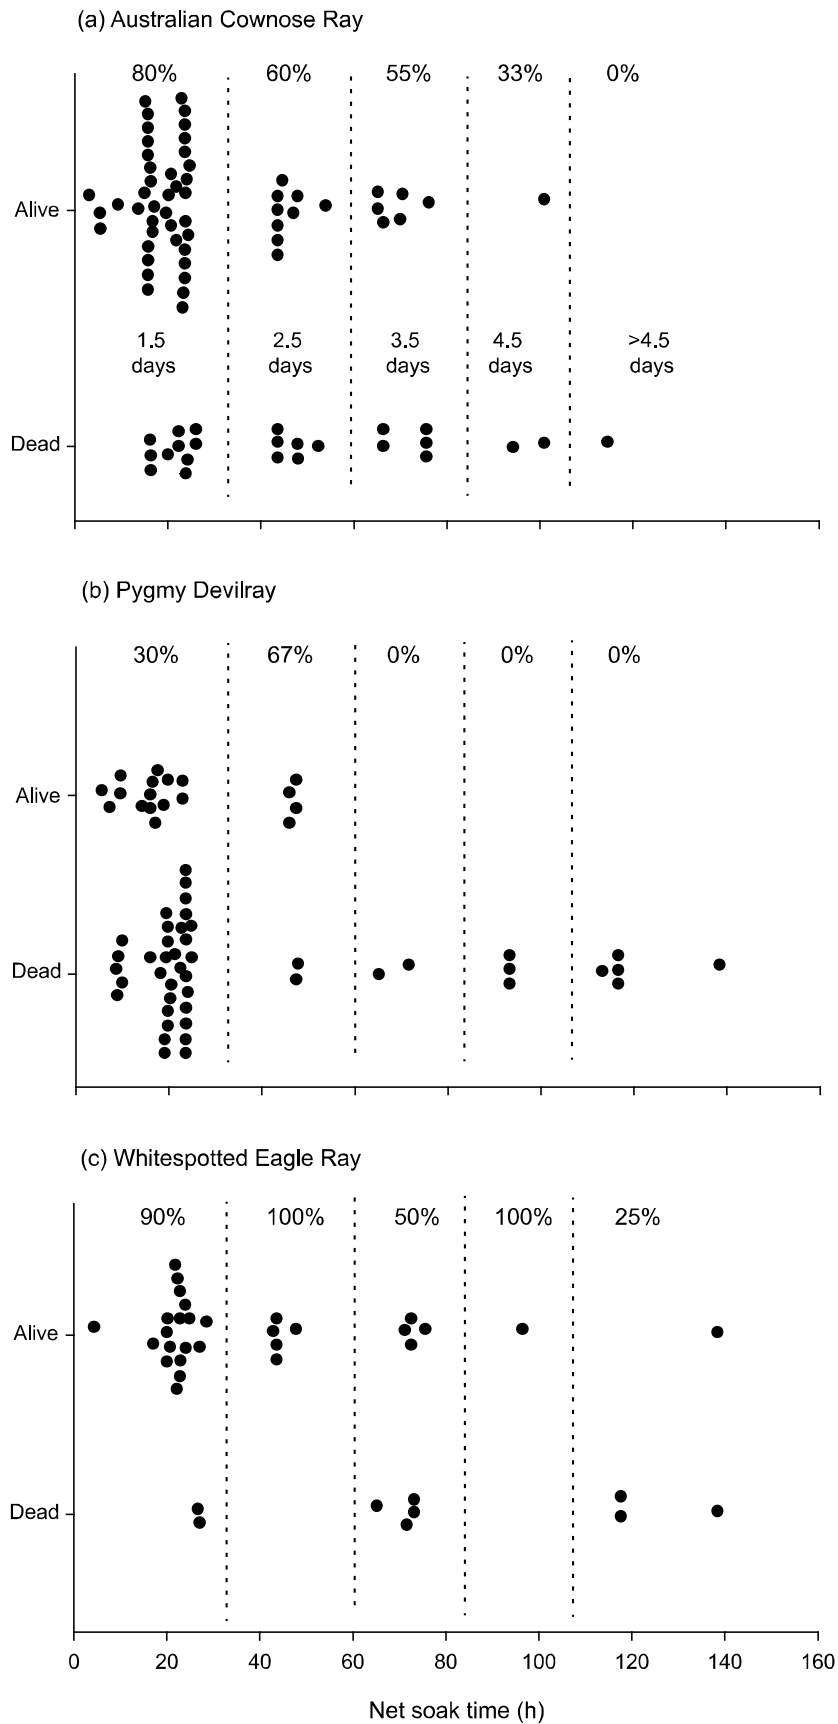 (a) Australian Cownose Ray
80% 60% 55% 33% 0%
Alive
1.5 2.5 3.5 4.5 >4.5
days days days days days
Dead
(b) Pygmy Devilray
30% 67% 0% 0% 0%
Alive
Dead
(c) Whitespotted Eagle Ray
90% 100% 50% 100% 25%
Alive
Dead
0 20 40 60 80 100 120 140 160
Net soak time (h)